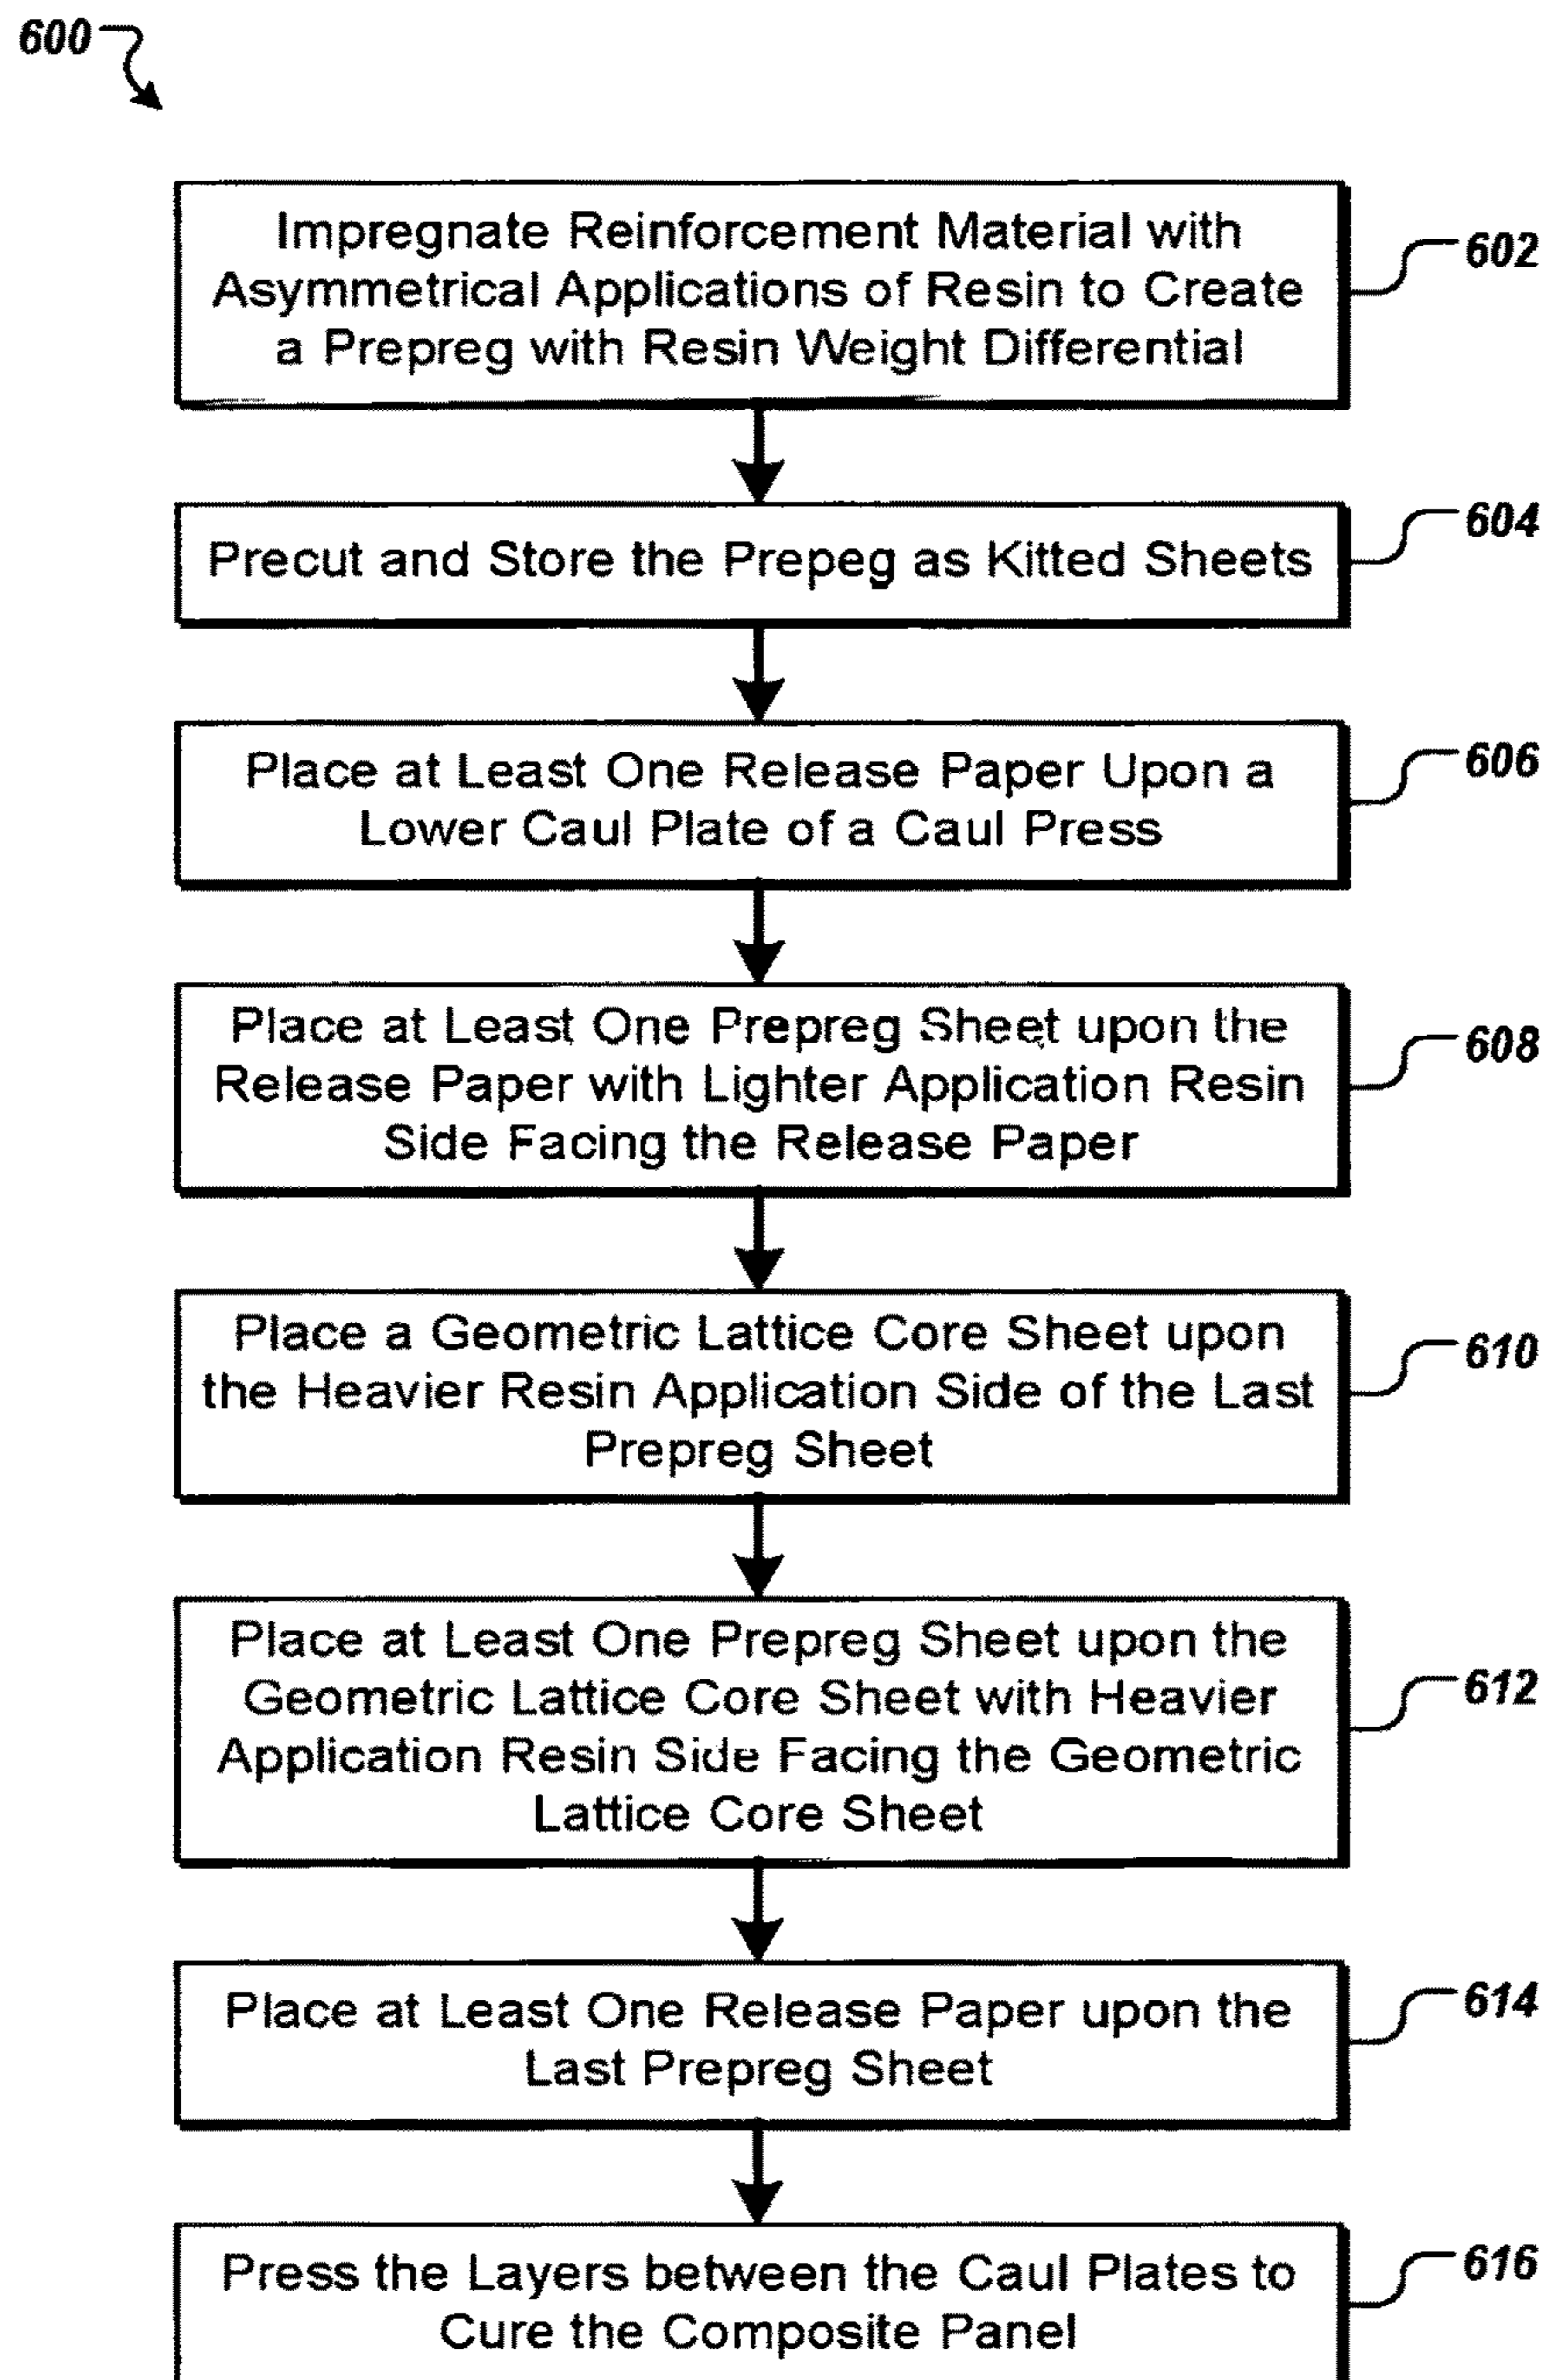 600
Impregnate Reinforcement Material with
Asymmetrical Applications of Resin to Create
a Prepreg with Resin Weight Differential
602
Precut and Store the Prepeg as Kitted Sheets
604
Place at Least One Release Paper Upon a
Lower Caul Plate of a Caul Press
606
Place at Least One Prepreg Sheet upon the
Release Paper with Lighter Application Resin
Side Facing the Release Paper
608
Place a Geometric Lattice Core Sheet upon
the Heavier Resin Application Side of the Last
Prepreg Sheet
610
Place at Least One Prepreg Sheet upon the
Geometric Lattice Core Sheet with Heavier
Application Resin Side Facing the Geometric
Lattice Core Sheet
612
Place at Least One Release Paper upon the
Last Prepreg Sheet
614
Press the Layers between the Caul Plates to
Cure the Composite Panel
616